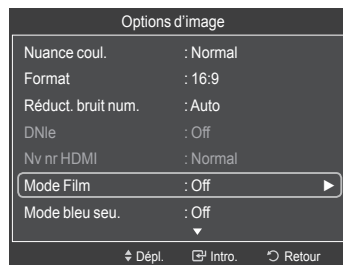 Options d'image
Nuance coul. : Normal
Format : 16:9
Réduct. bruit num. : Auto
DNIe : Off
Nv nr HDMI : Normal
Mode Film : Off ►
Mode bleu seu. : Off
▼
Dépl. Intro. Retour